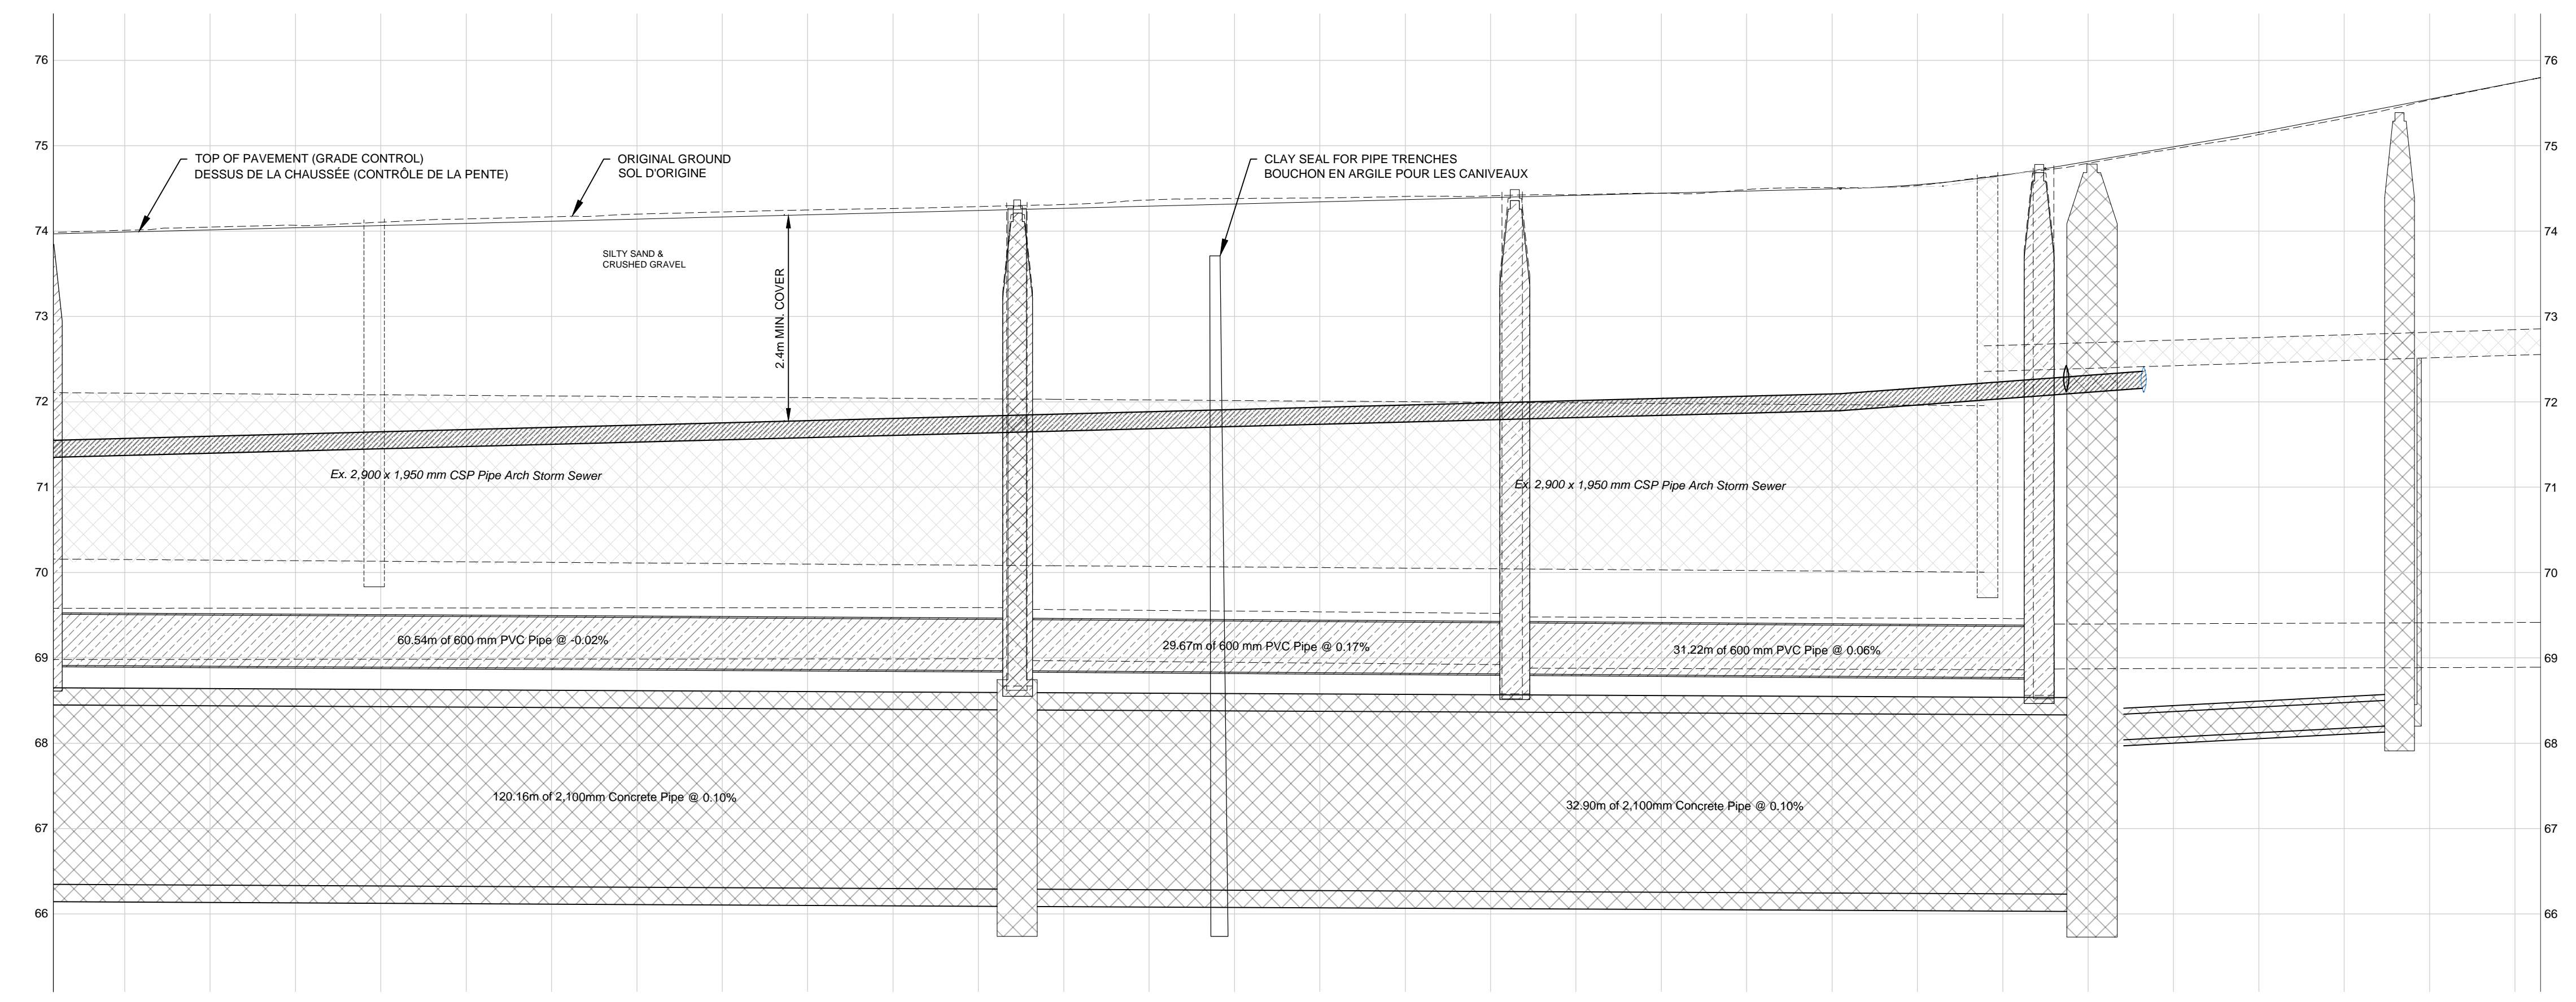 76
76
75
75
TOP OF PAVEMENT (GRADE CONTROL)
DESSUS DE LA CHAUSSÉE (CONTRÔLE DE LA PENTE)
ORIGINAL GROUND
SOL D'ORIGINE
CLAY SEAL FOR PIPE TRENCHES
BOUCHON EN ARGILE POUR LES CANIVEAUX
74
74
SILTY SAND &
CRUSHED GRAVEL
2.4m MIN. COVER
73
73
72
72
Ex. 2,900 x 1,950 mm CSP Pipe Arch Storm Sewer
Ex. 2,900 x 1,950 mm CSP Pipe Arch Storm Sewer
71
71
70
70
60.54m of 600 mm PVC Pipe @ -0.02%
29.67m of 600 mm PVC Pipe @ 0.17%
31.22m of 600 mm PVC Pipe @ 0.06%
69
69
68
68
120.16m of 2,100mm Concrete Pipe @ 0.10%
32.90m of 2,100mm Concrete Pipe @ 0.10%
67
67
66
66